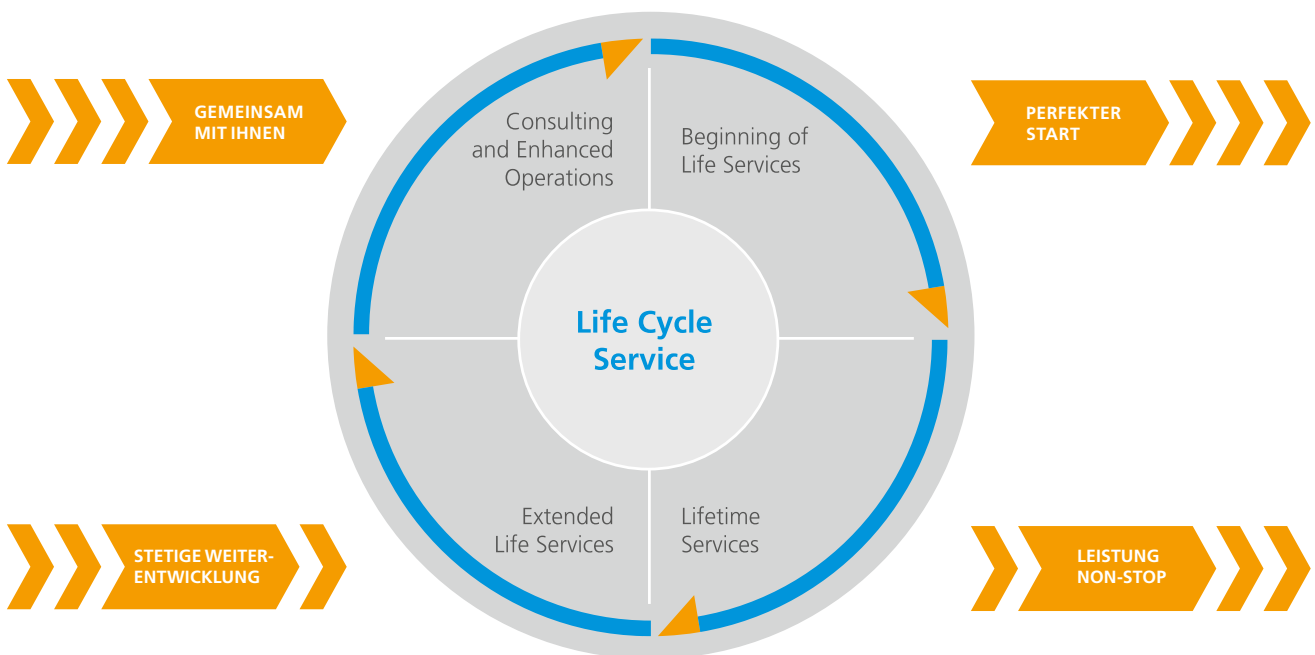 GEMEINSAM
MIT IHNEN
Consulting
and Enhanced
Operations
Beginning of
Life Services
PERFEKTER
START
Life Cycle
Service
STETIGE WEITER-
ENTWICKLUNG
Extended
Life Services
Lifetime
Services
LEISTUNG
NON-STOP